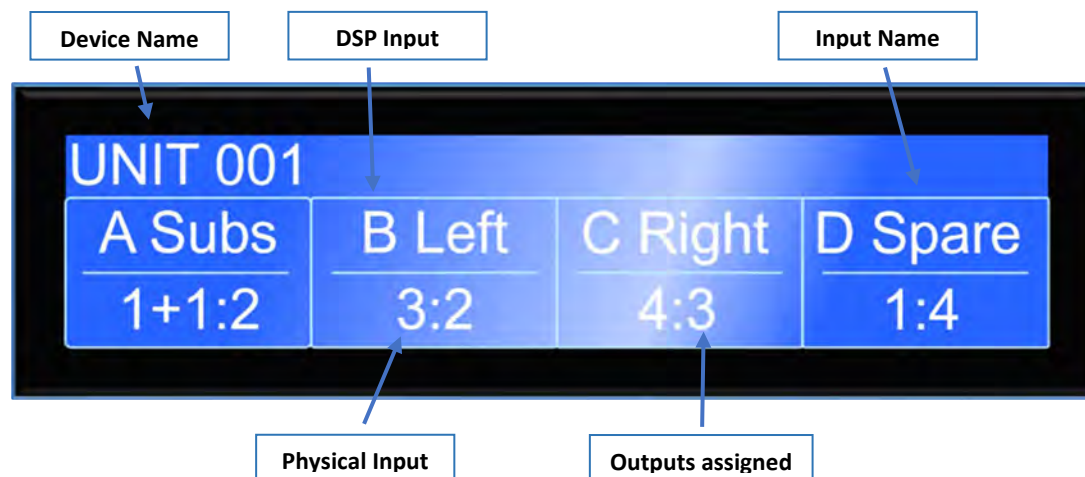 Device Name DSP Input Input Name
UNIT 001
A Subs B Left C Right D Spare
1+1:2 3:2 4:3 1:4
Physical Input Outputs assigned